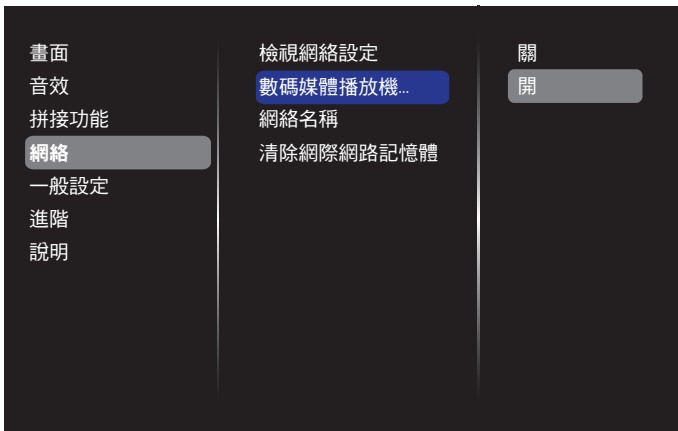 畫面
音效
拼接功能
網絡
一般設定
進階
說明
檢視網絡設定
數碼媒體播放機...
網絡名稱
清除網際網路記憶體
關
開